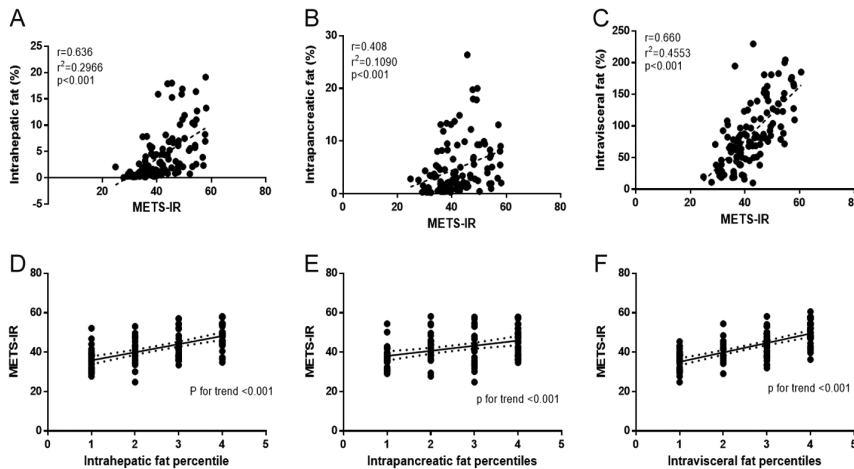 A
r=0.636
r²=0.2966
p<0.001
Intrahepatic fat (%)
25
20
15
10
5
0
-5
20
40
60
80
METS-IR
B
r=0.408
r²=0.1090
p<0.001
Intrapancreatic fat (%)
30
20
10
0
0
20
40
60
80
METS-IR
C
r=0.660
r²=0.4553
p<0.001
Intravisceral fat (%)
250
200
150
100
50
0
0
20
40
60
80
METS-IR
D
METS-IR
80
60
40
20
0
P for trend <0.001
0
1
2
3
4
5
Intrahepatic fat percentile
E
METS-IR
80
60
40
20
0
p for trend <0.001
0
1
2
3
4
5
Intrapancreatic fat percentiles
F
METS-IR
80
60
40
20
0
p for trend <0.001
0
1
2
3
4
5
Intravisceral fat percentiles